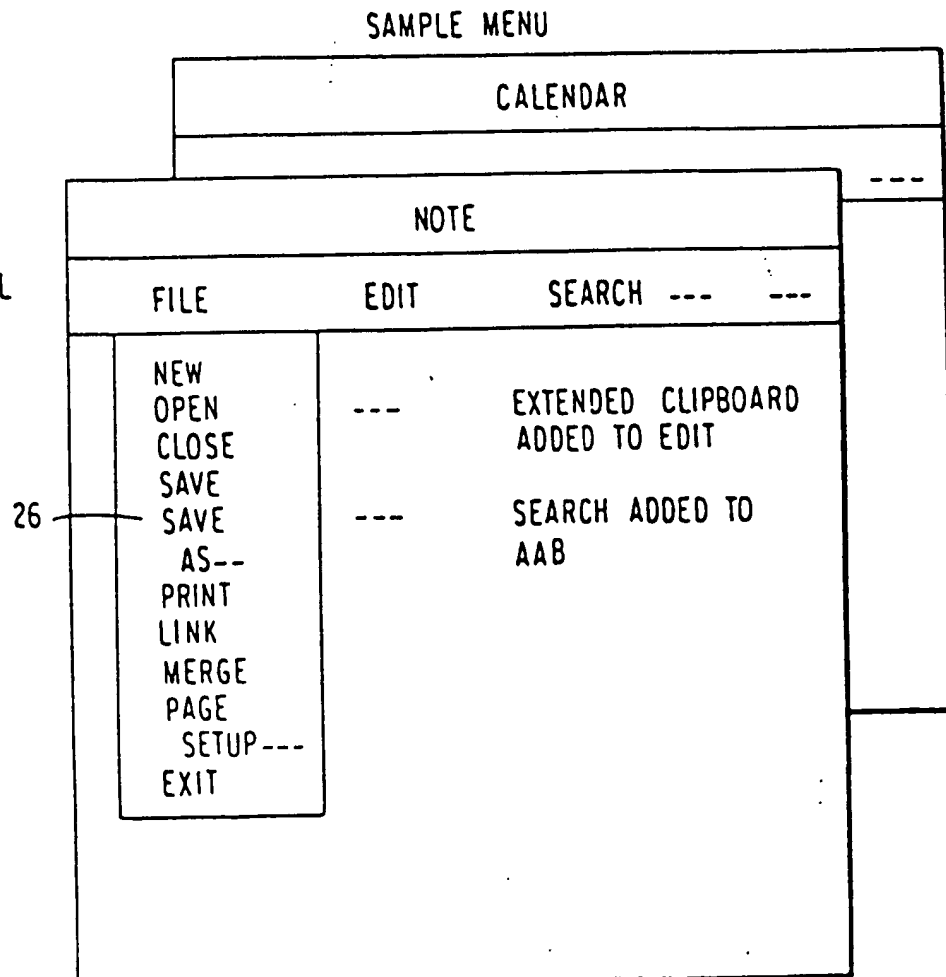 SAMPLE MENU
CALENDAR
---
NOTE
L
FILE EDIT SEARCH --- ---
NEW
OPEN --- EXTENDED CLIPBOARD
CLOSE ADDED TO EDIT
SAVE
26 SAVE --- SEARCH ADDED TO
AS-- AAB
PRINT
LINK
MERGE
PAGE
SETUP---
EXIT